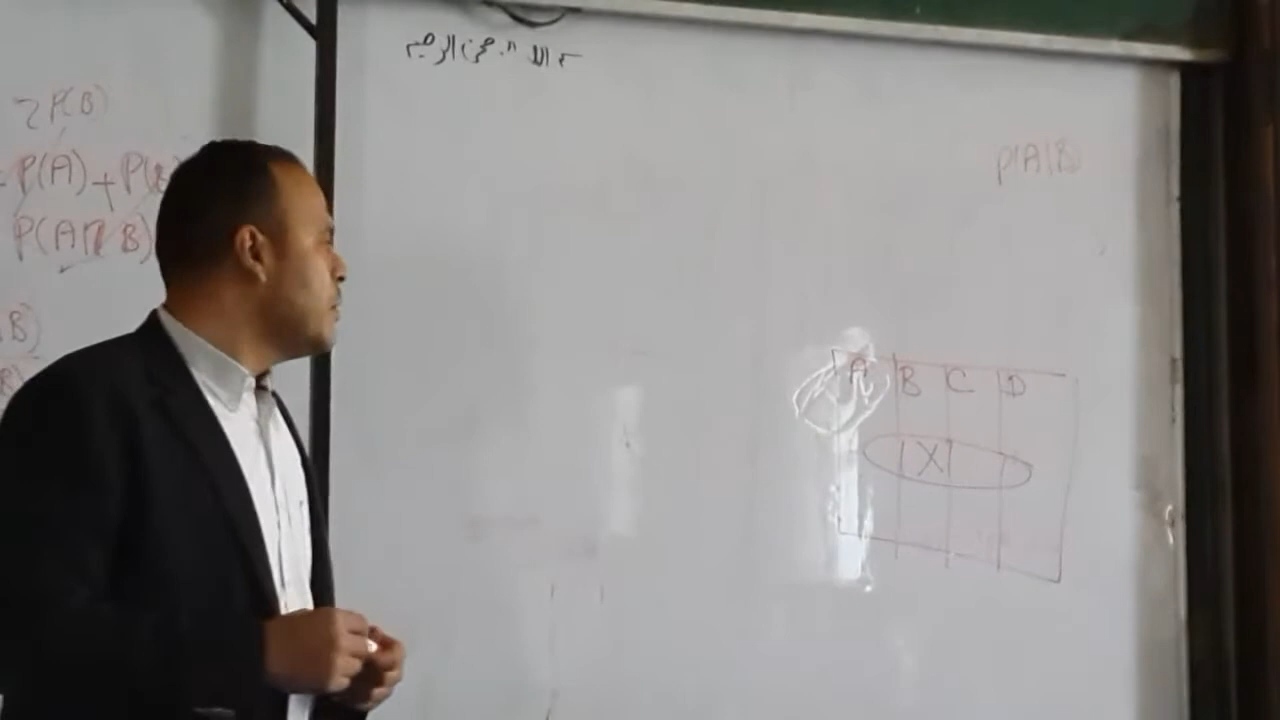 بسم الله الرحمن الرحيم
P(B)
P(A) + P(B)
P(A∩B)
B)
P(A|B)
A B C D
X